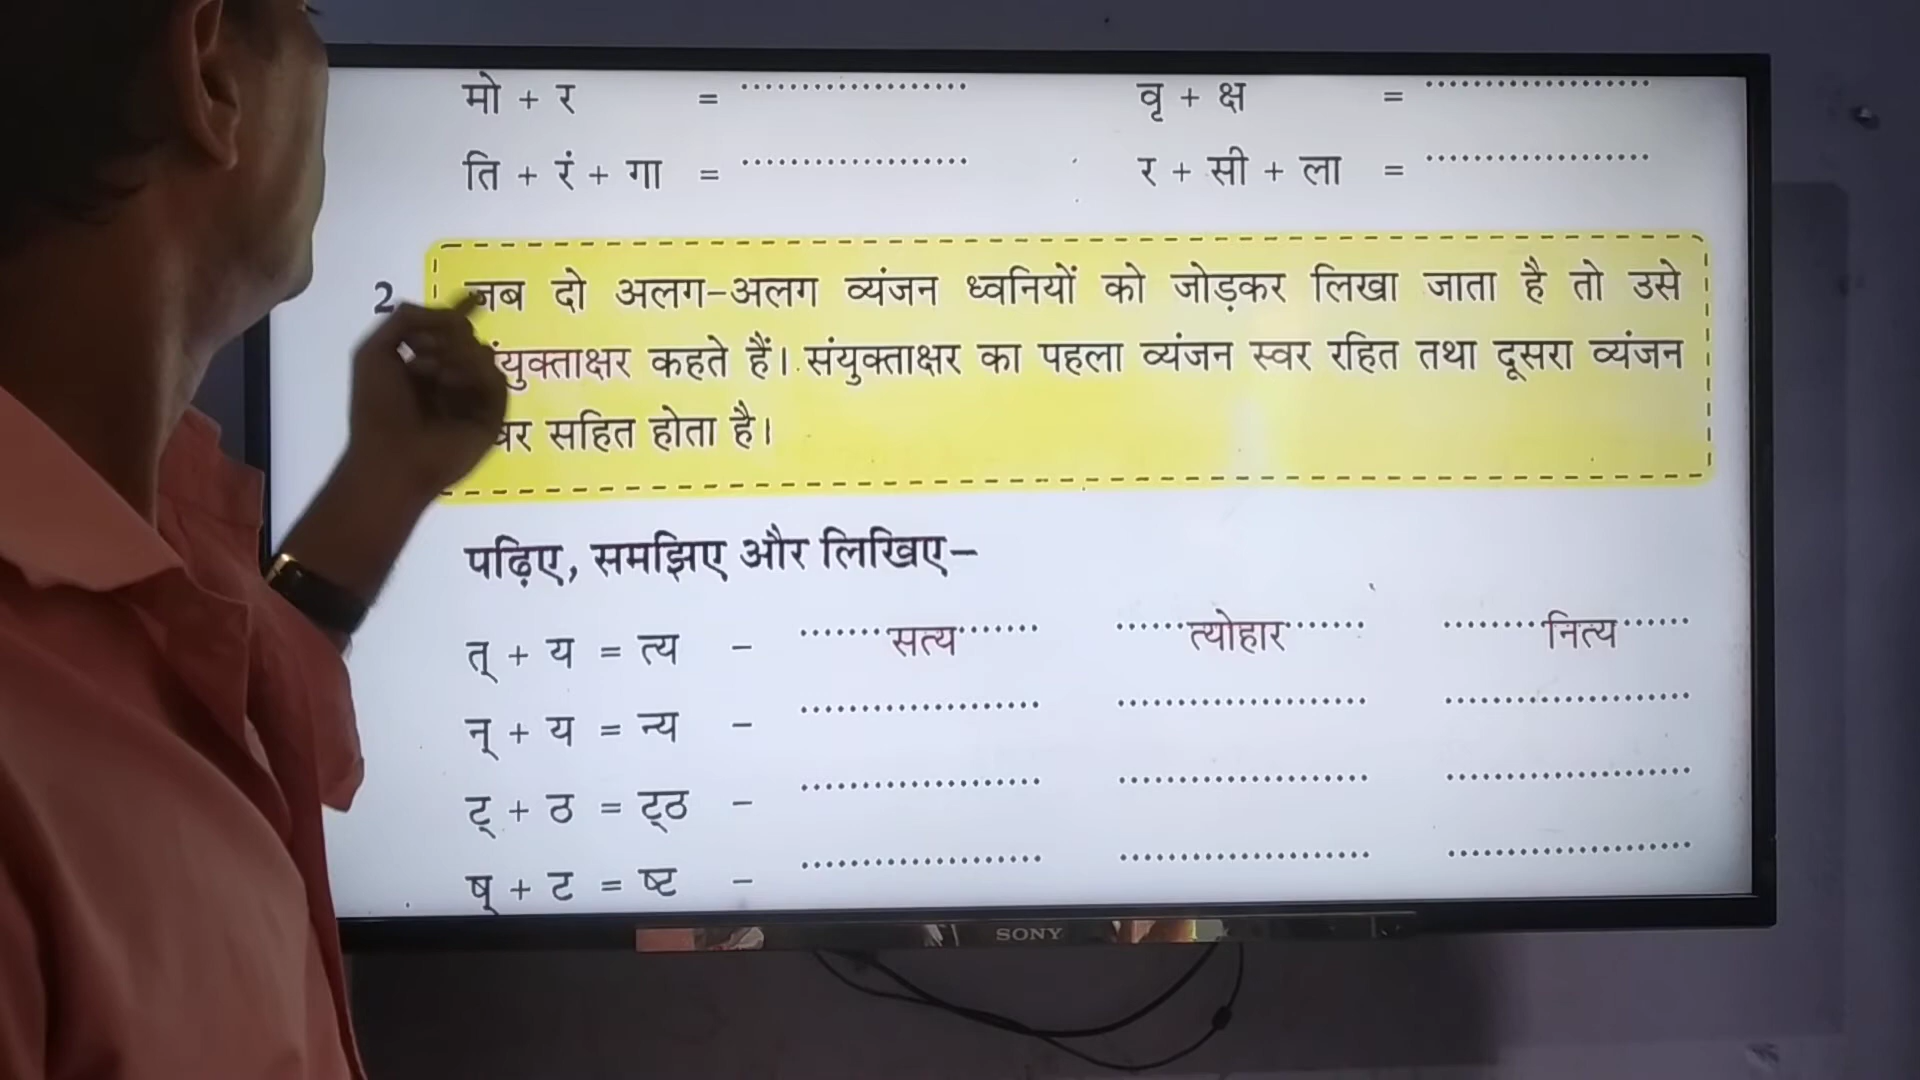 मो + र = ................... वृ + क्ष = ...................
ति + रं + गा = ................... र + सी + ला = ...................
2. जब दो अलग-अलग व्यंजन ध्वनियों को जोड़कर लिखा जाता है तो उसे
युक्ताक्षर कहते हैं। संयुक्ताक्षर का पहला व्यंजन स्वर रहित तथा दूसरा व्यंजन
सहित होता है।
पढ़िए, समझिए और लिखिए–
त् + य = त्य – .......सत्य....... ......त्योहार....... ........नित्य......
न् + य = न्य – .................... .................... ....................
ट् + ठ = ट्ठ – .................... .................... ....................
ष् + ट = ष्ट – .................... .................... ....................
SONY